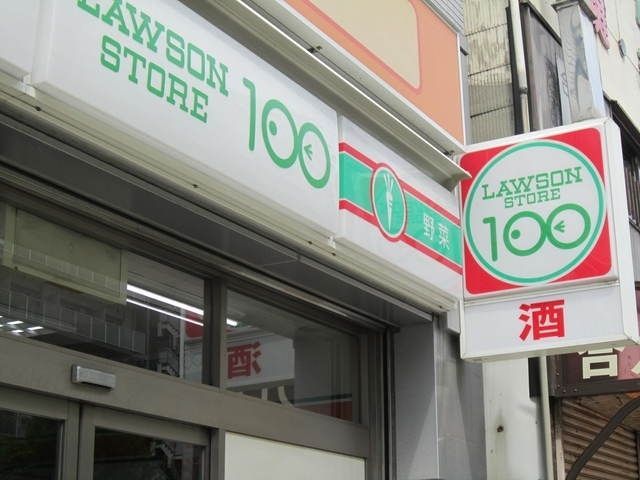 LAWSON
STORE 100
野菜
LAWSON
STORE
100
酒
酒